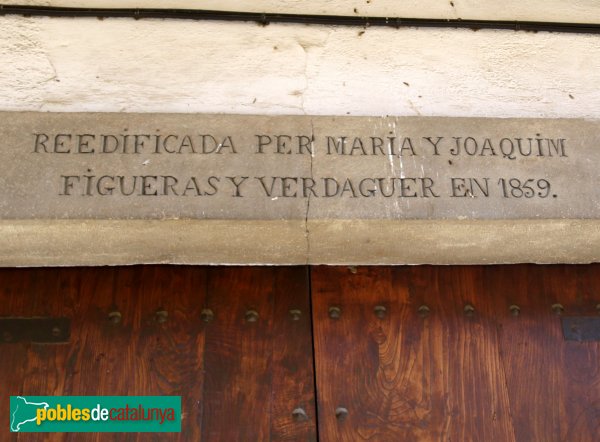 REEDIFICADA PER MARIA Y JOAQUIM
FIGUERAS Y VERDAGUER EN 1859.
poblesdecatalunya